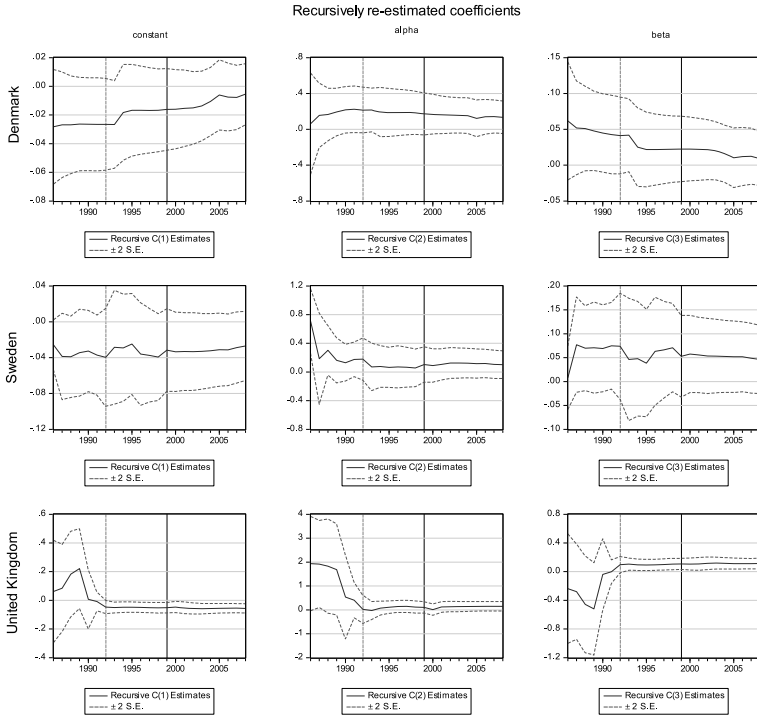 Recursively re-estimated coefficients
constant alpha beta
Denmark
.02
.00
-.02
-.04
-.06
-.08
1990 1995 2000 2005
Recursive C(1) Estimates
± 2 S.E.
.8
.4
.0
-.4
-.8
1990 1995 2000 2005
Recursive C(2) Estimates
± 2 S.E.
0.15
0.10
0.05
0.00
-0.05
1990 1995 2000 2005
Recursive C(3) Estimates
± 2 S.E.
Sweden
.04
.00
-.04
-.08
-.12
1990 1995 2000 2005
Recursive C(1) Estimates
± 2 S.E.
1.2
0.8
0.4
0.0
-0.4
-0.8
1990 1995 2000 2005
Recursive C(2) Estimates
± 2 S.E.
.20
.15
.10
.05
.00
-.05
-.10
1990 1995 2000 2005
Recursive C(3) Estimates
± 2 S.E.
United Kingdom
.6
.4
.2
.0
-.2
-.4
1990 1995 2000 2005
Recursive C(1) Estimates
± 2 S.E.
4
3
2
1
0
-1
-2
1990 1995 2000 2005
Recursive C(2) Estimates
± 2 S.E.
0.8
0.4
0.0
-0.4
-0.8
-1.2
1990 1995 2000 2005
Recursive C(3) Estimates
± 2 S.E.